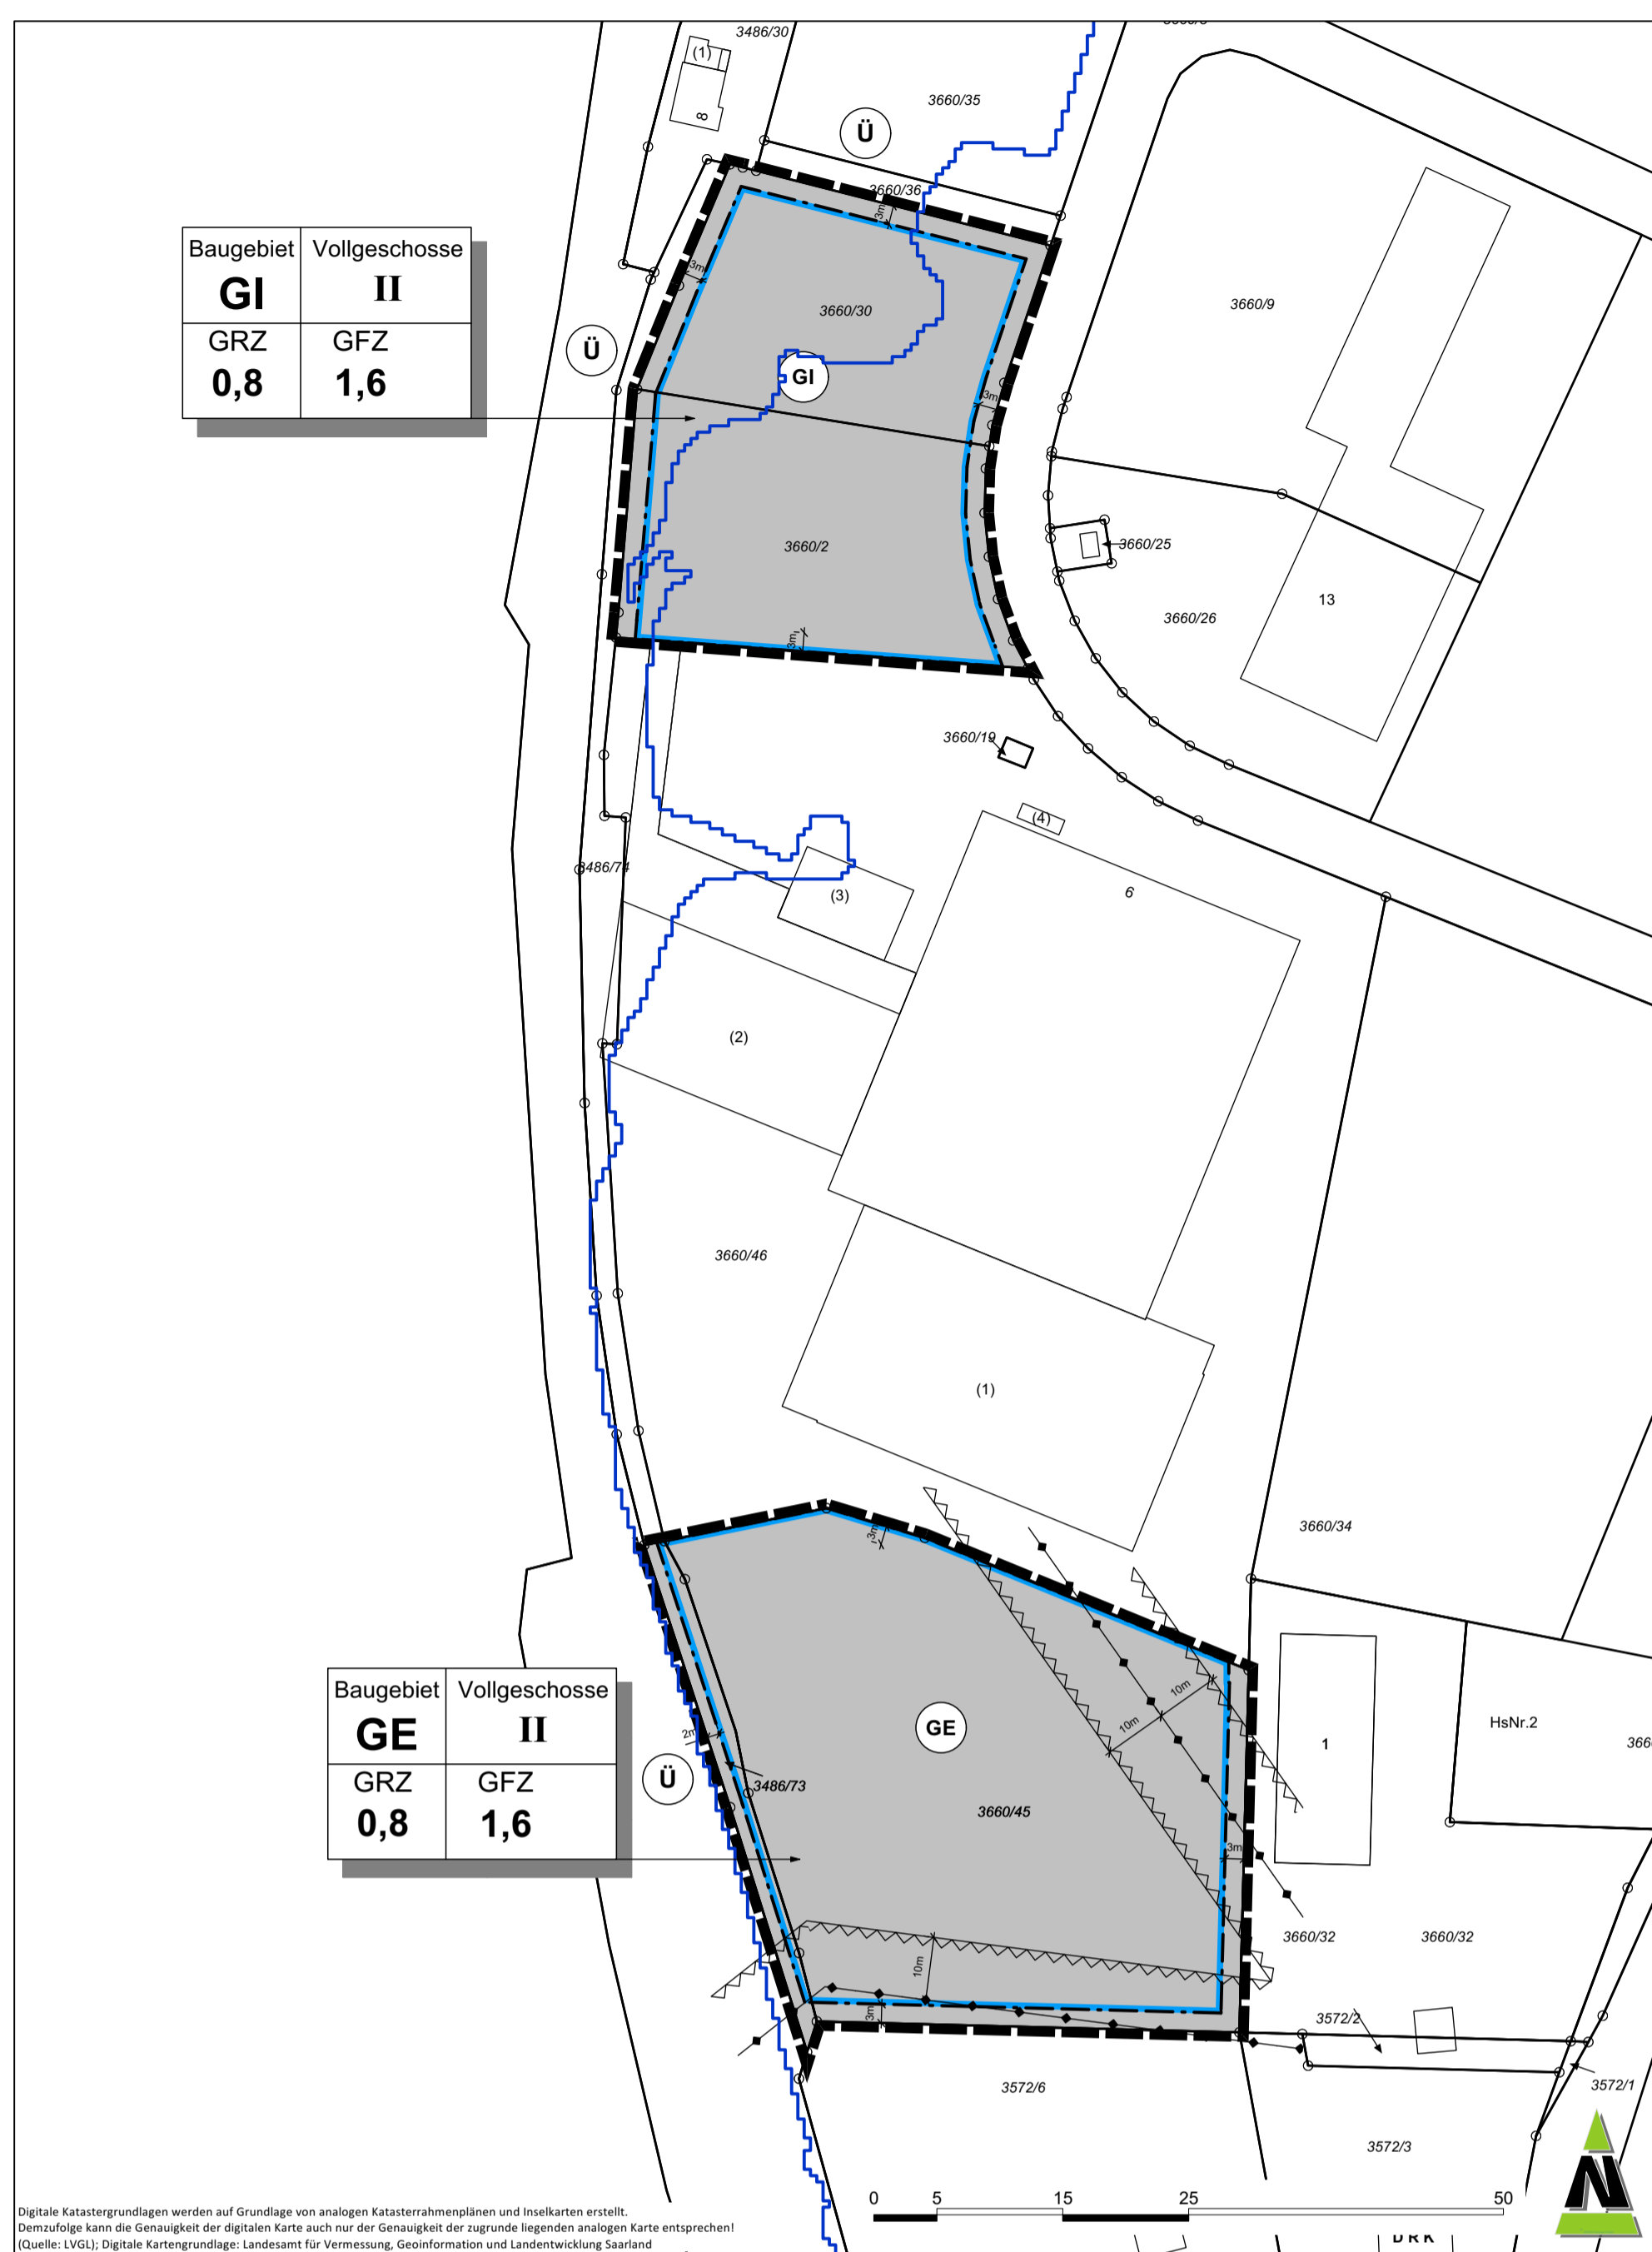 3486/30
(1)
8
3660/35
Ü
3660/36
3m
3m
Baugebiet Vollgeschosse
GI II
GRZ GFZ
0,8 1,6
3660/30
3660/9
Ü
GI
3m
3660/2
3660/25
13
3660/26
3m
3660/19
(4)
6
3486/74
(3)
(2)
3660/46
(1)
3660/34
3m
Baugebiet Vollgeschosse
GE II
GRZ GFZ
0,8 1,6
10m
10m
GE
HsNr.2
1
2m
Ü
3486/73
3660/45
3m
3660/32
3660/32
10m
3m
3572/2
3572/6
3572/1
3572/3
N
0 5 15 25 50
Digitale Katastergrundlagen werden auf Grundlage von analogen Katasterrahmenplänen und Inselkarten erstellt.
Demzufolge kann die Genauigkeit der digitalen Karte auch nur der Genauigkeit der zugrunde liegenden analogen Karte entsprechen!
(Quelle: LVGL); Digitale Kartengrundlage: Landesamt für Vermessung, Geoinformation und Landentwicklung Saarland
DRK